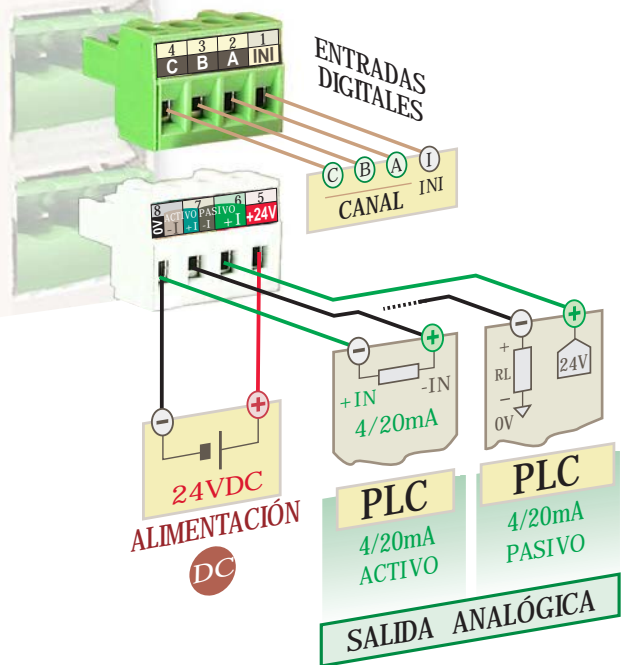 4 3 2 1
C B A INI
ENTRADAS
DIGITALES
C B A I
CANAL INI
8 7 6 5
0V ACTIVO PASIVO +24V
-I +I -I +I
- +
24VDC
ALIMENTACIÓN
DC
- +
+IN -IN
4/20mA
- +
+
RL 24V
-
0V
PLC PLC
4/20mA
ACTIVO
4/20mA
PASIVO
SALIDA ANALÓGICA